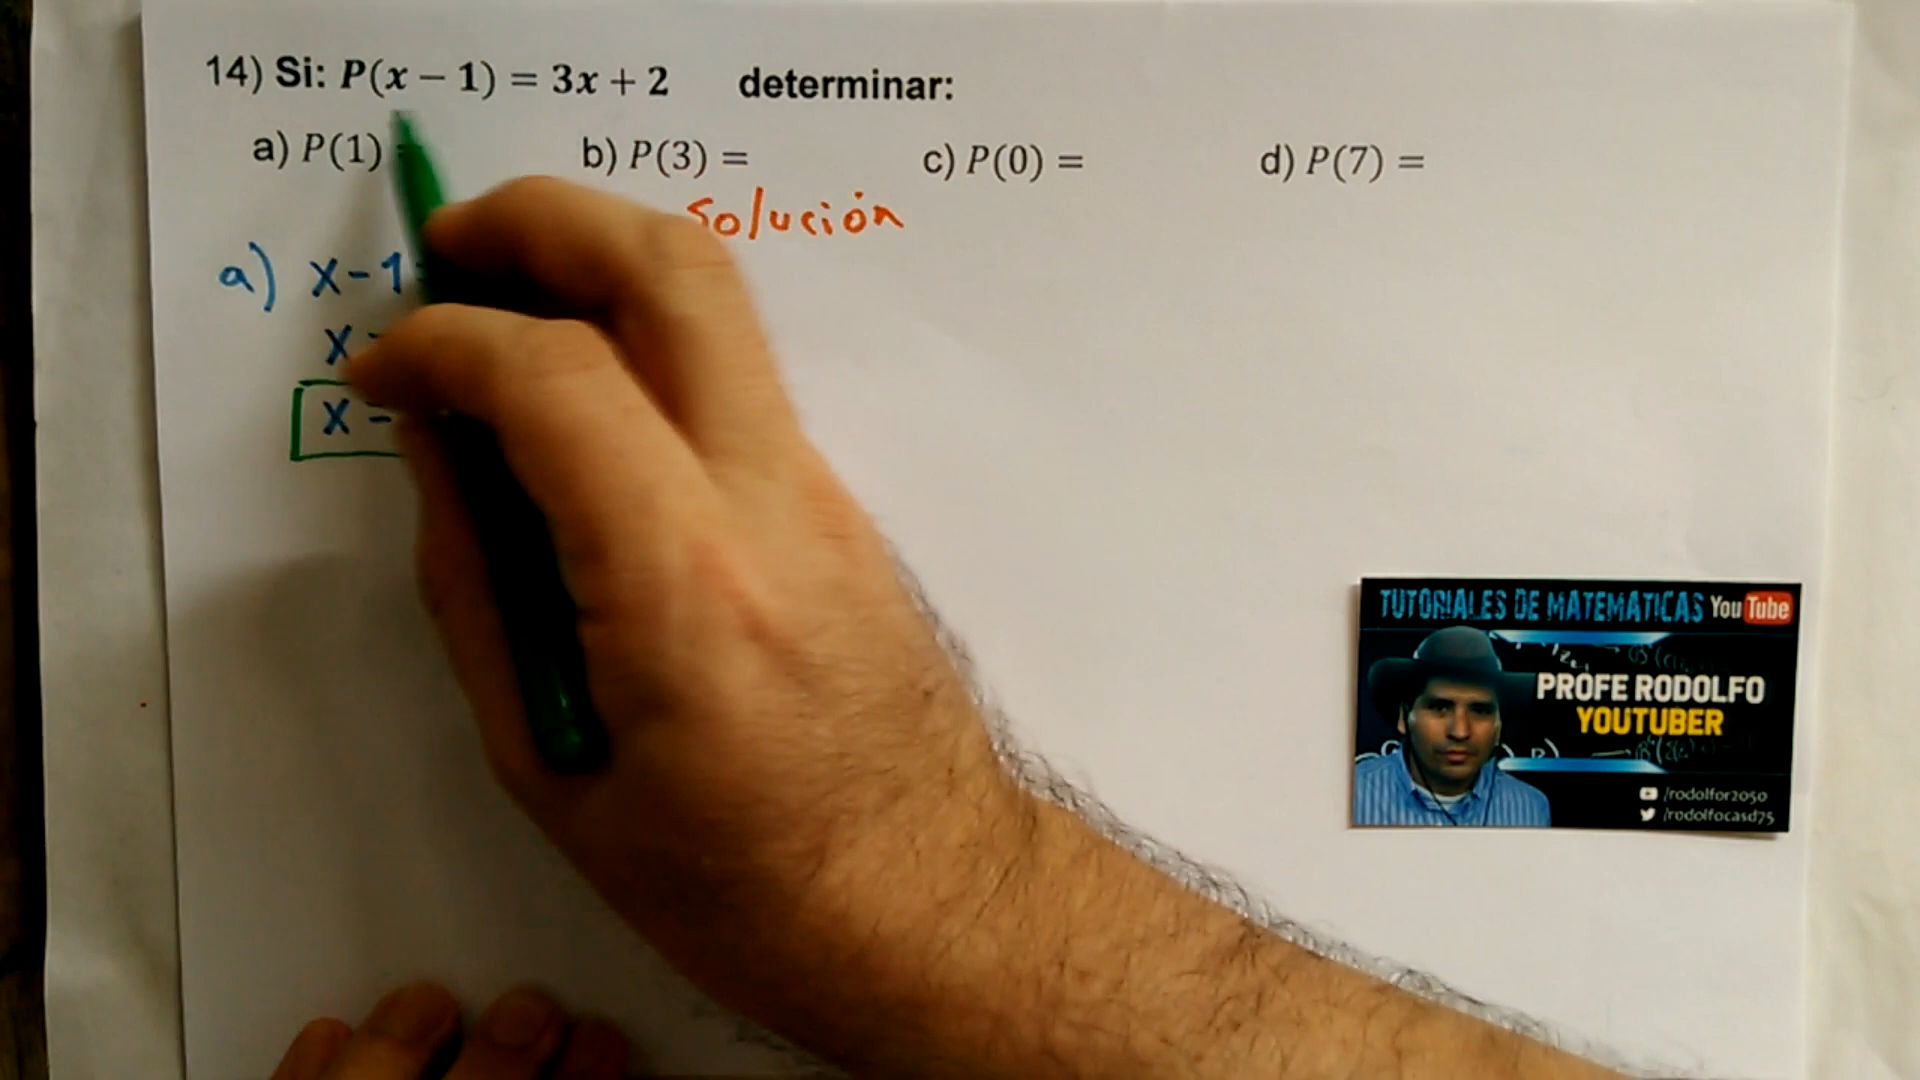 14) Si: P(x − 1) = 3x + 2 determinar:
a) P(1) b) P(3) = c) P(0) = d) P(7) =
Solución
a) x-1
x
x =
TUTORIALES DE MATEMATICAS YouTube
PROFE RODOLFO
YOUTUBER
/rodolfor2050
/rodolfocasd75